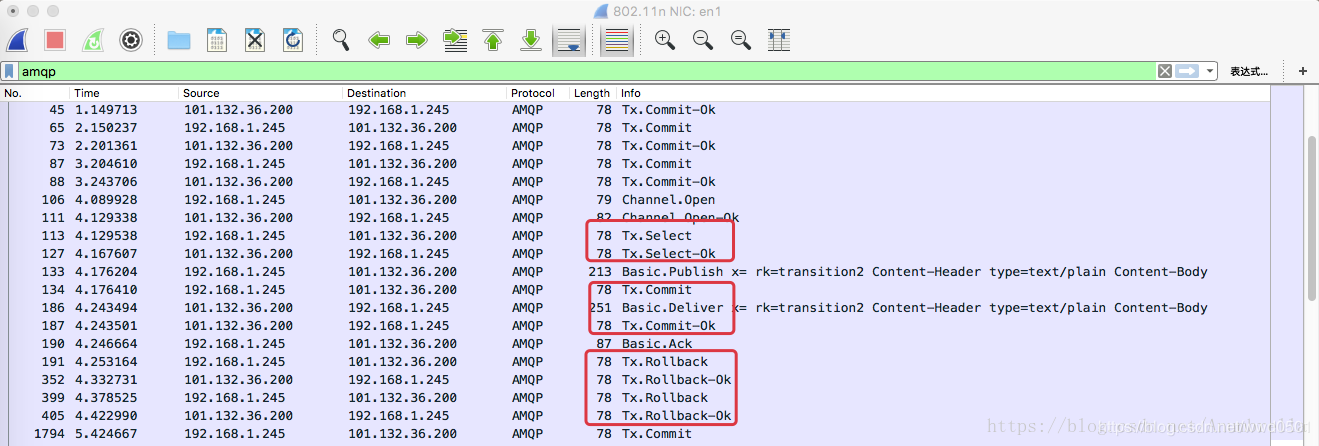 802.11n NIC: en1
amqp
表达式...
No. Time Source Destination Protocol Length Info
45 1.149713 101.132.36.200 192.168.1.245 AMQP 78 Tx.Commit-Ok
65 2.150237 192.168.1.245 101.132.36.200 AMQP 78 Tx.Commit
73 2.201361 101.132.36.200 192.168.1.245 AMQP 78 Tx.Commit-Ok
87 3.204610 192.168.1.245 101.132.36.200 AMQP 78 Tx.Commit
88 3.243706 101.132.36.200 192.168.1.245 AMQP 78 Tx.Commit-Ok
106 4.089928 192.168.1.245 101.132.36.200 AMQP 79 Channel.Open
111 4.129338 101.132.36.200 192.168.1.245 AMQP 82 Channel.Open-Ok
113 4.129538 192.168.1.245 101.132.36.200 AMQP 78 Tx.Select
127 4.167607 101.132.36.200 192.168.1.245 AMQP 78 Tx.Select-Ok
133 4.176204 192.168.1.245 101.132.36.200 AMQP 213 Basic.Publish x= rk=transition2 Content-Header type=text/plain Content-Body
134 4.176410 192.168.1.245 101.132.36.200 AMQP 78 Tx.Commit
186 4.243494 101.132.36.200 192.168.1.245 AMQP 251 Basic.Deliver x= rk=transition2 Content-Header type=text/plain Content-Body
187 4.243501 101.132.36.200 192.168.1.245 AMQP 78 Tx.Commit-Ok
190 4.246664 192.168.1.245 101.132.36.200 AMQP 87 Basic.Ack
191 4.253164 192.168.1.245 101.132.36.200 AMQP 78 Tx.Rollback
352 4.332731 101.132.36.200 192.168.1.245 AMQP 78 Tx.Rollback-Ok
399 4.378525 192.168.1.245 101.132.36.200 AMQP 78 Tx.Rollback
405 4.422990 101.132.36.200 192.168.1.245 AMQP 78 Tx.Rollback-Ok
1794 5.424667 192.168.1.245 101.132.36.200 AMQP 78 Tx.Commit